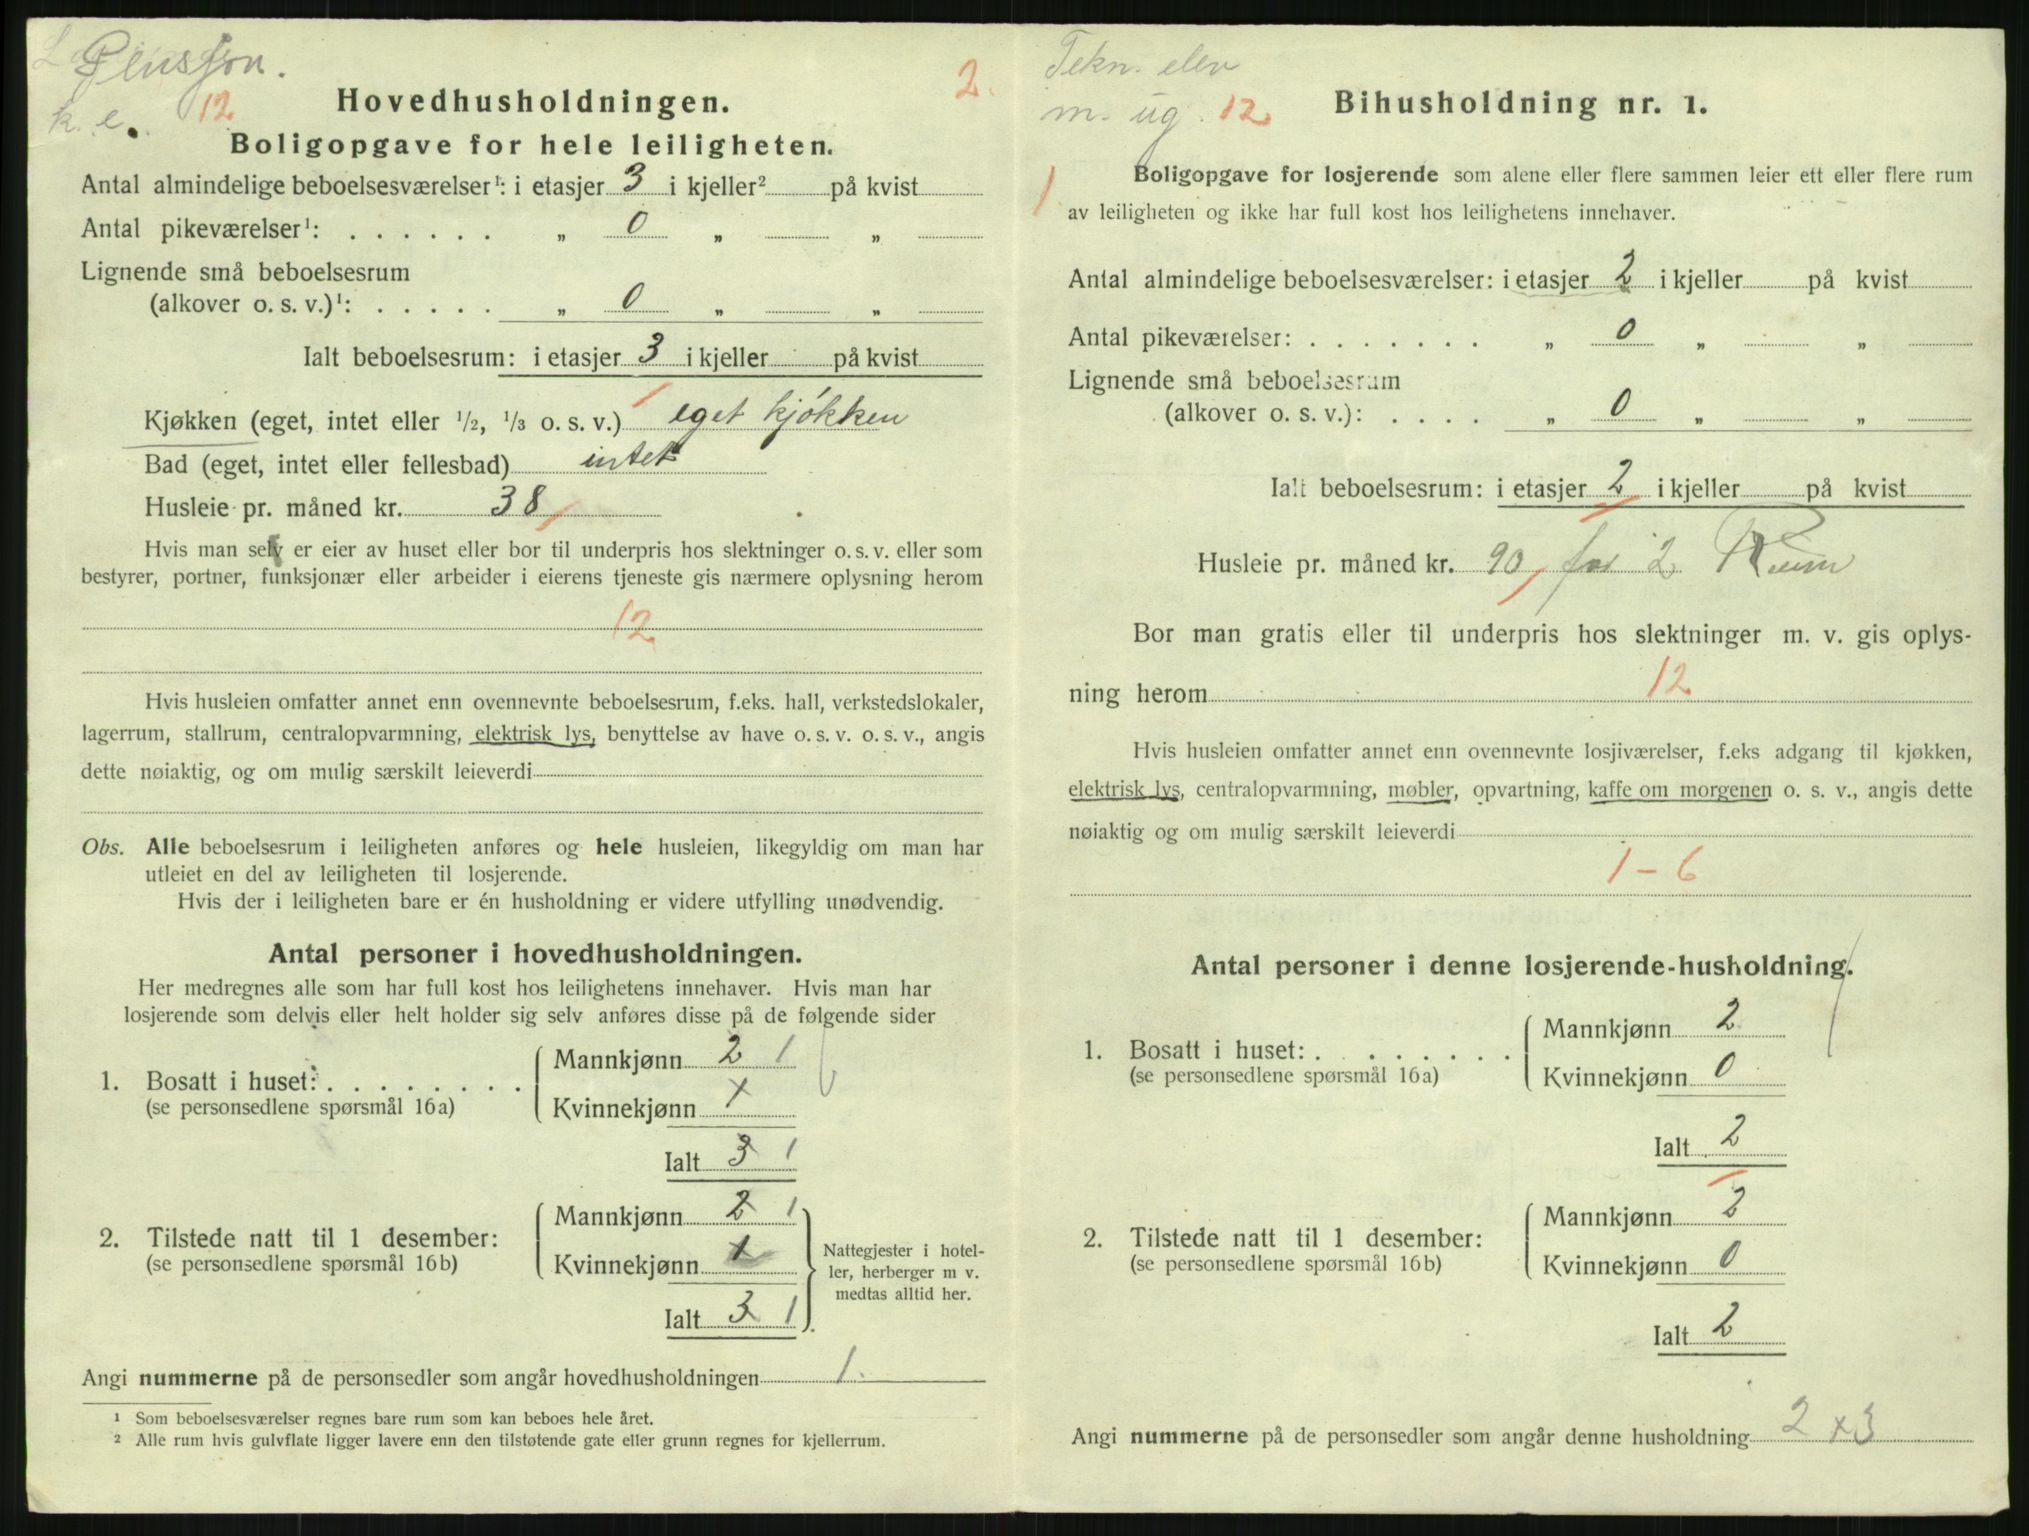 Pensjon.
k. e. 12
2.
Hovedhusholdningen.
Boligopgave for hele leiligheten.
Antal almindelige beboelsesværelser¹: i etasjer 3 i kjeller² på kvist
Antal pikeværelser¹: . . . . . . „ 0 „ „
Lignende små beboelsesrum
(alkover o. s. v.)¹: . . . . . „ 0 „ „
Ialt beboelsesrum: i etasjer 3 i kjeller på kvist
Kjøkken (eget, intet eller 1/2, 1/3 o. s. v.) eget kjøkken
Bad (eget, intet eller fellesbad) intet
Husleie pr. måned kr. 38
Hvis man selv er eier av huset eller bor til underpris hos slektninger o. s. v. eller som
bestyrer, portner, funksjonær eller arbeider i eierens tjeneste gis nærmere oplysning herom
12
Hvis husleien omfatter annet enn ovennevnte beboelsesrum, f.eks. hall, verkstedslokaler,
lagerrum, stallrum, centralopvarmning, elektrisk lys, benyttelse av have o. s. v. o. s. v., angis
dette nøiaktig, og om mulig særskilt leieverdi
Obs. Alle beboelsesrum i leiligheten anføres og hele husleien, likegyldig om man har
utleiet en del av leiligheten til losjerende.
Hvis der i leiligheten bare er én husholdning er videre utfylling unødvendig.
Antal personer i hovedhusholdningen.
Her medregnes alle som har full kost hos leilighetens innehaver. Hvis man har
losjerende som delvis eller helt holder sig selv anføres disse på de følgende sider
Mannkjønn 2 1
1. Bosatt i huset: . . . . . . . .
(se personsedlene spørsmål 16a)
Kvinnekjønn x
Ialt 3 1
Mannkjønn 2 1
2. Tilstede natt til 1 desember:
(se personsedlene spørsmål 16b)
Kvinnekjønn 1
Ialt 3 1
Nattegjester i hotel-
ler, herberger m v.
medtas alltid her.
Angi nummerne på de personsedler som angår hovedhusholdningen 1.
¹ Som beboelsesværelser regnes bare rum som kan beboes hele året.
² Alle rum hvis gulvflate ligger lavere enn den tilstøtende gate eller grunn regnes for kjellerrum.
Tekn. elev
m. ug. 12
Bihusholdning nr. 1.
1
Boligopgave for losjerende som alene eller flere sammen leier ett eller flere rum
av leiligheten og ikke har full kost hos leilighetens innehaver.
Antal almindelige beboelsesværelser: i etasjer 2 i kjeller på kvist
Antal pikeværelser: . . . . . . . „ 0 „ „
Lignende små beboelsesrum
(alkover o. s. v.): . . . . „ 0 „ „
Ialt beboelsesrum: i etasjer 2 i kjeller på kvist
Husleie pr. måned kr. 90 for 2 Rum
Bor man gratis eller til underpris hos slektninger m. v. gis oplys-
ning herom 12
Hvis husleien omfatter annet enn ovennevnte losjiværelser, f.eks adgang til kjøkken,
elektrisk lys, centralopvarmning, møbler, opvartning, kaffe om morgenen o. s. v., angis dette
nøiaktig og om mulig særskilt leieverdi
1 - 6
Antal personer i denne losjerende-husholdning.
Mannkjønn 2
1. Bosatt i huset: . . . . . . .
(se personsedlene spørsmål 16a)
Kvinnekjønn 0
Ialt 2
Mannkjønn 2
2. Tilstede natt til 1 desember:
(se personsedlene spørsmål 16b)
Kvinnekjønn 0
Ialt 2
Angi nummerne på de personsedler som angår denne husholdning 2 x 3